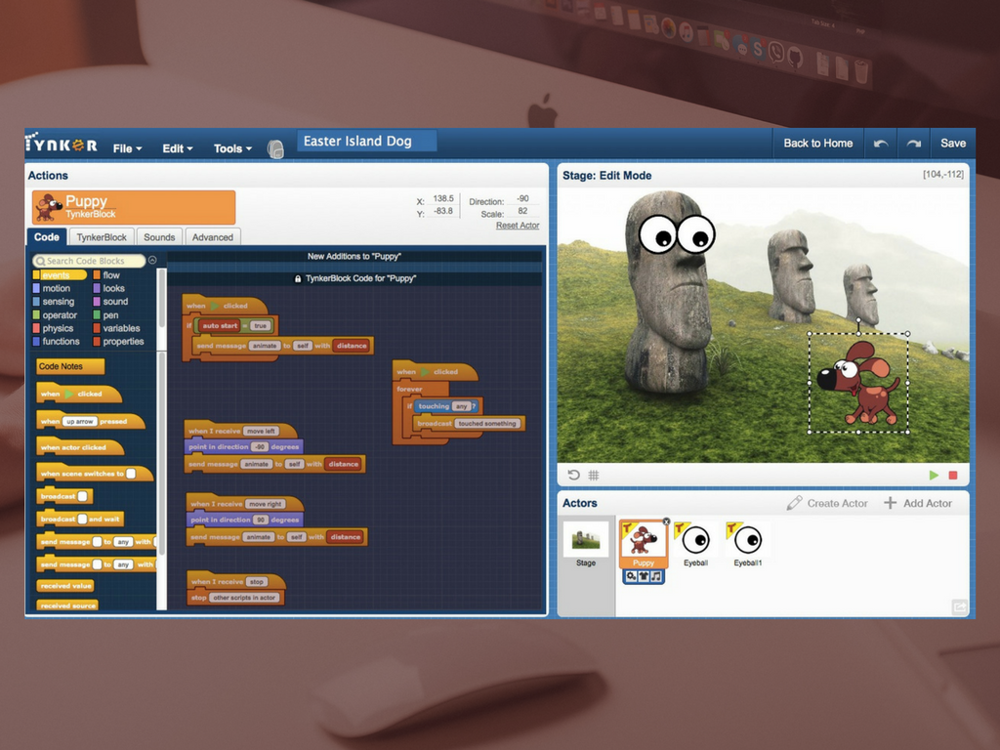 TYNKER File Edit Tools Easter Island Dog Back to Home Save
Actions
Puppy
TynkerBlock
X: 138.5 Direction: -90
Y: -83.8 Scale: 82
Reset Actor
Code TynkerBlock Sounds Advanced
Search Code Blocks
events flow
motion looks
sensing sound
operator pen
physics variables
functions properties
Code Notes
when clicked
when up arrow pressed
when actor clicked
when scene switches to
broadcast
broadcast and wait
send message to any with
send message to any with
received value
received source
New Additions to "Puppy"
TynkerBlock Code for "Puppy"
when clicked
if auto start = true
send message animate to self with distance
when I receive move left
point in direction -90 degrees
send message animate to self with distance
when I receive move right
point in direction 90 degrees
send message animate to self with distance
when I receive stop
stop other scripts in actor
when clicked
forever
if touching any ?
broadcast touched something
Stage: Edit Mode [104,-112]
Actors Create Actor Add Actor
Stage Puppy Eyeball Eyeball1